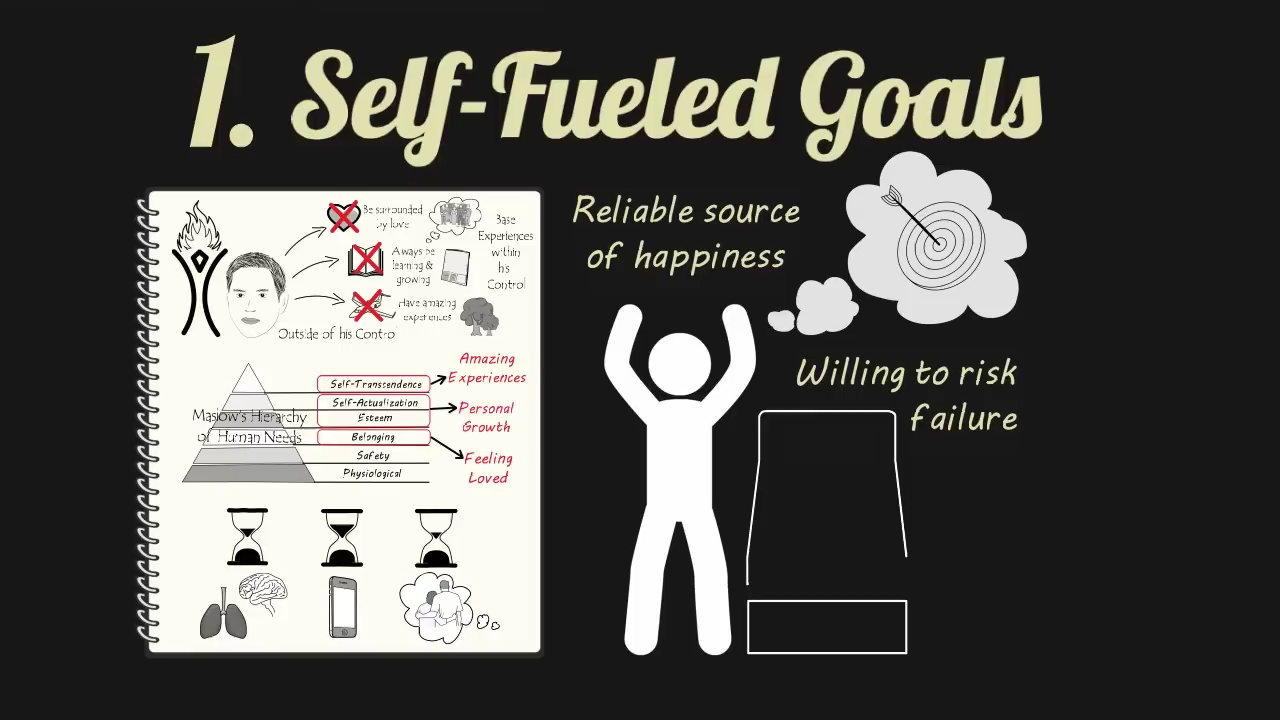 1. Self-Fueled Goals
Be surrounded
by love
Always be
learning &
growing
Have amazing
experiences
Outside of his Control
Base
Experiences
within
his
Control
Maslow's Hierarchy
of Human Needs
Self-Transcendence
Self-Actualization
Esteem
Belonging
Safety
Physiological
Amazing
Experiences
Personal
Growth
Feeling
Loved
Reliable source
of happiness
Willing to risk
failure